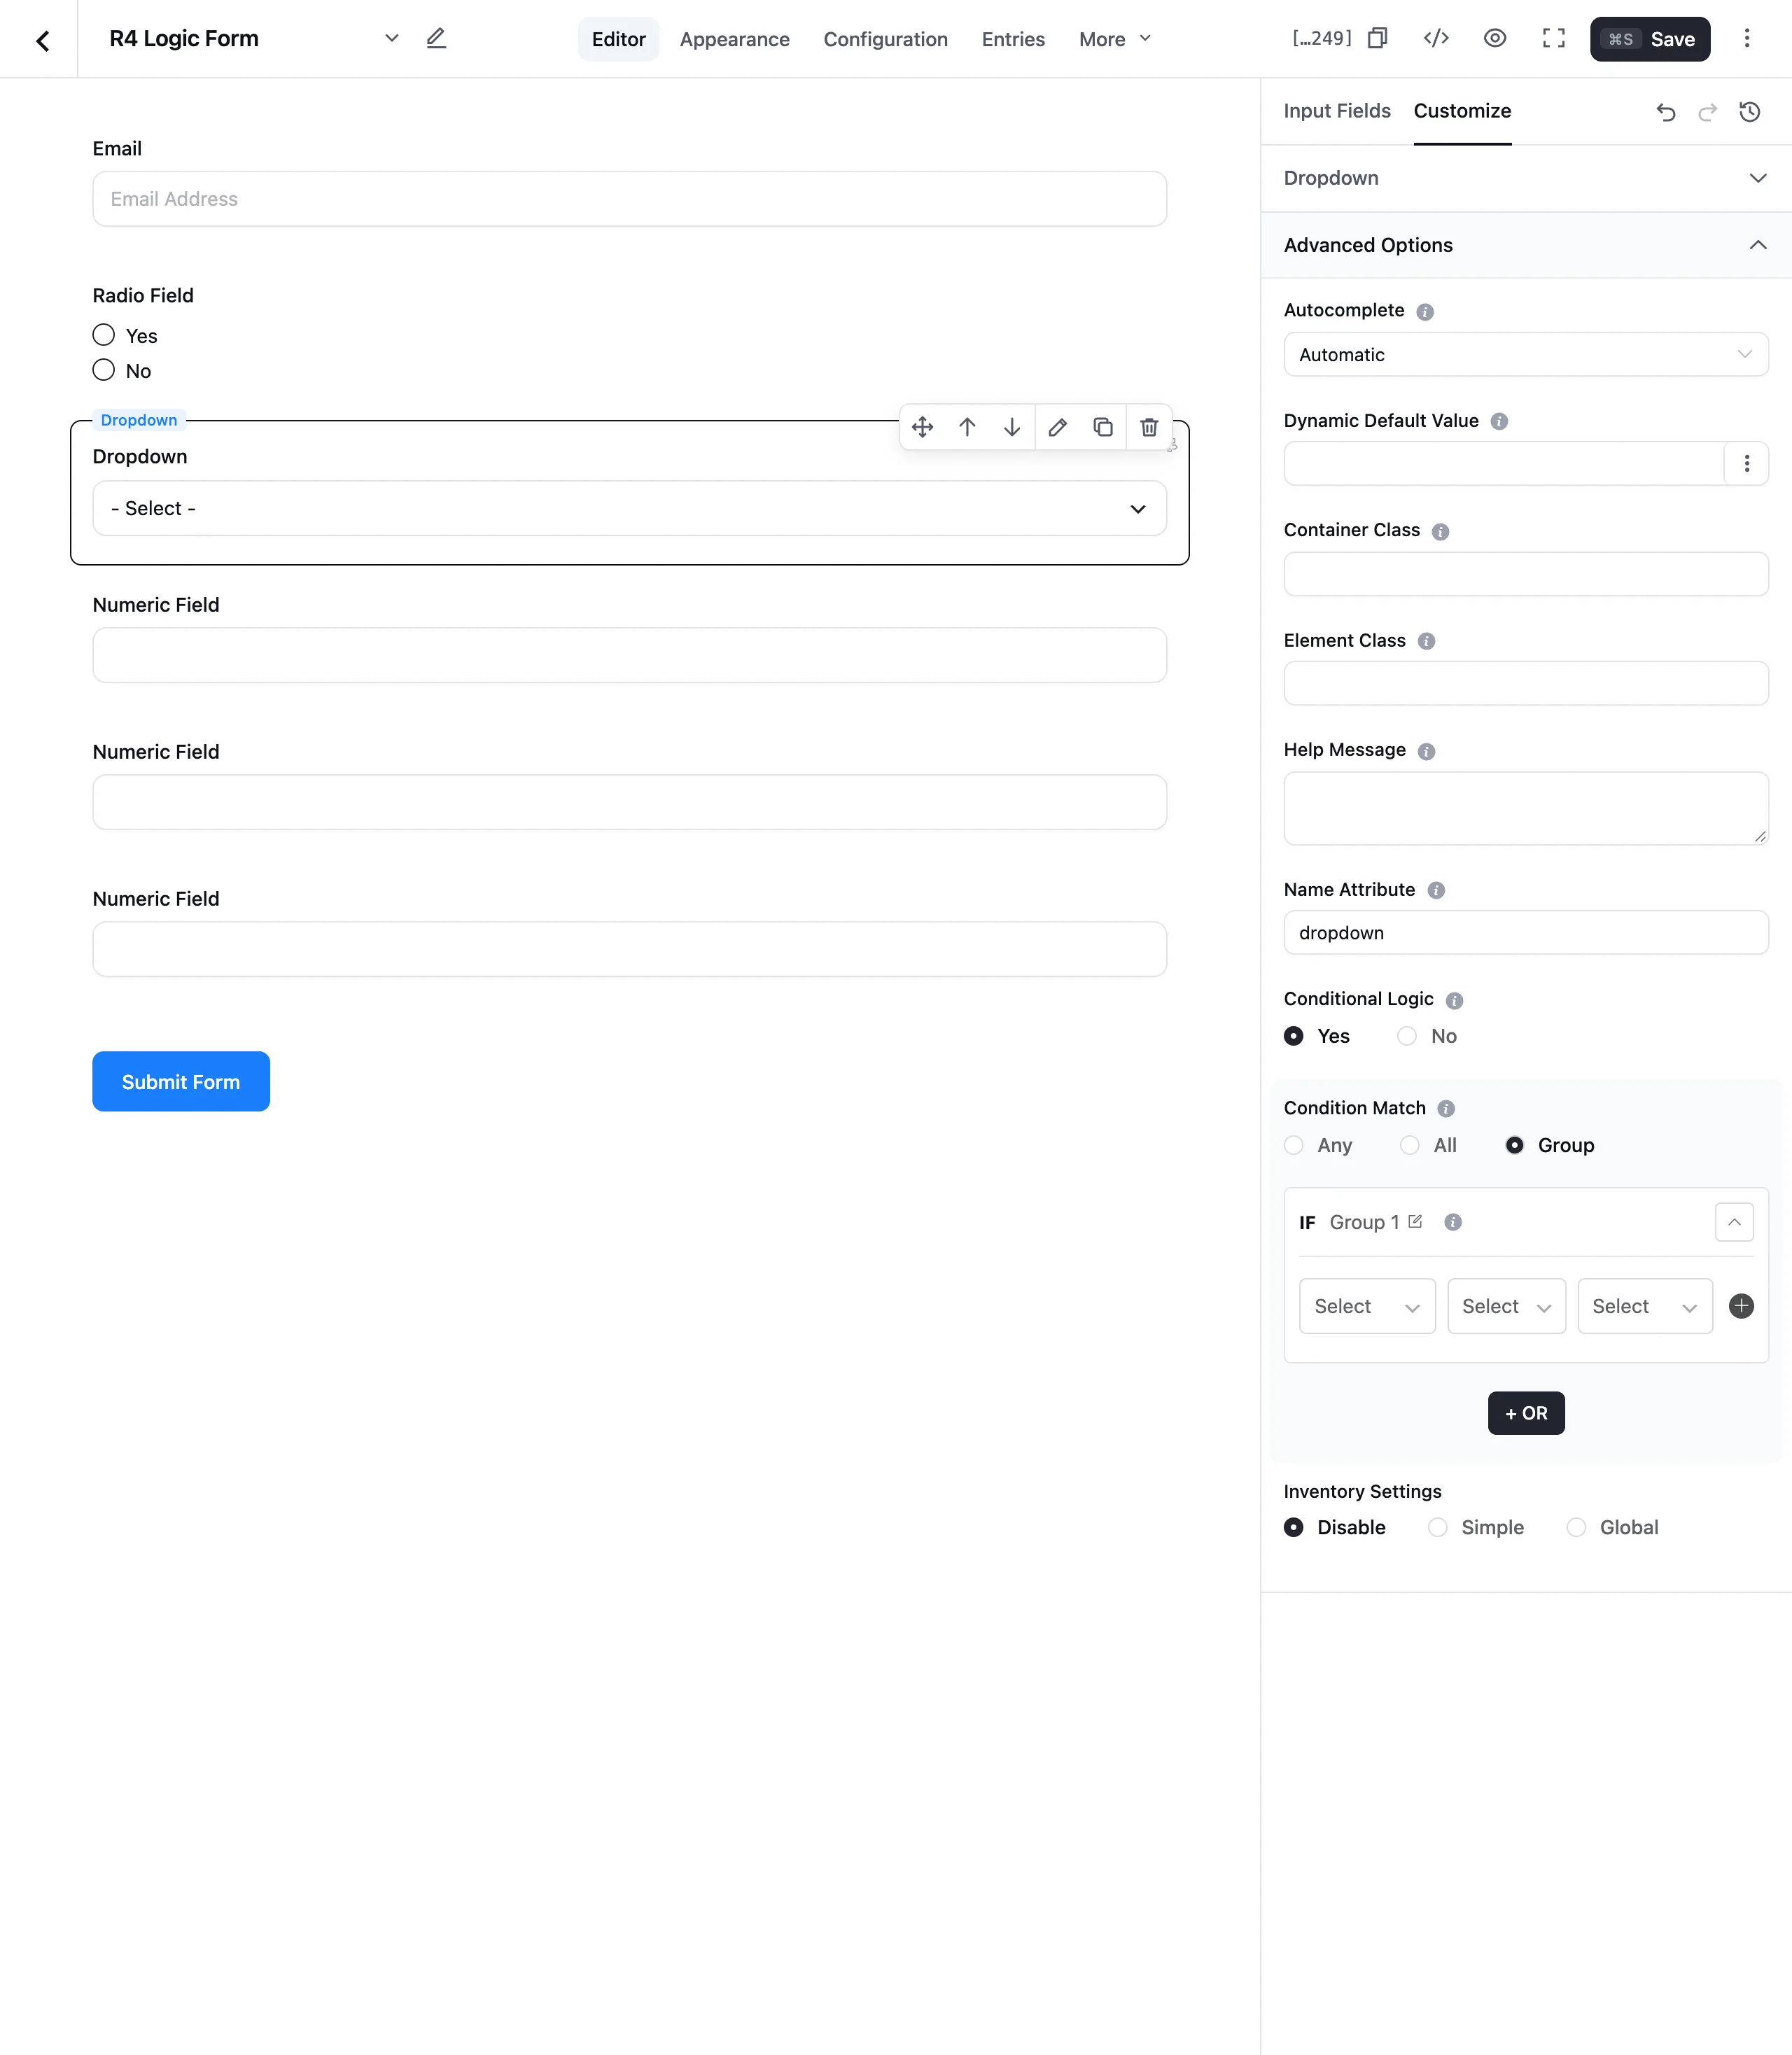 R4 Logic Form
Editor
Appearance
Configuration
Entries
More
[...249]
⌘S Save
Input Fields
Customize
Email
Email Address
Radio Field
Yes
No
Dropdown
Dropdown
- Select -
Numeric Field
Numeric Field
Numeric Field
Submit Form
Dropdown
Advanced Options
Autocomplete
Automatic
Dynamic Default Value
Container Class
Element Class
Help Message
Name Attribute
dropdown
Conditional Logic
Yes
No
Condition Match
Any
All
Group
IF Group 1
Select
Select
Select
+ OR
Inventory Settings
Disable
Simple
Global